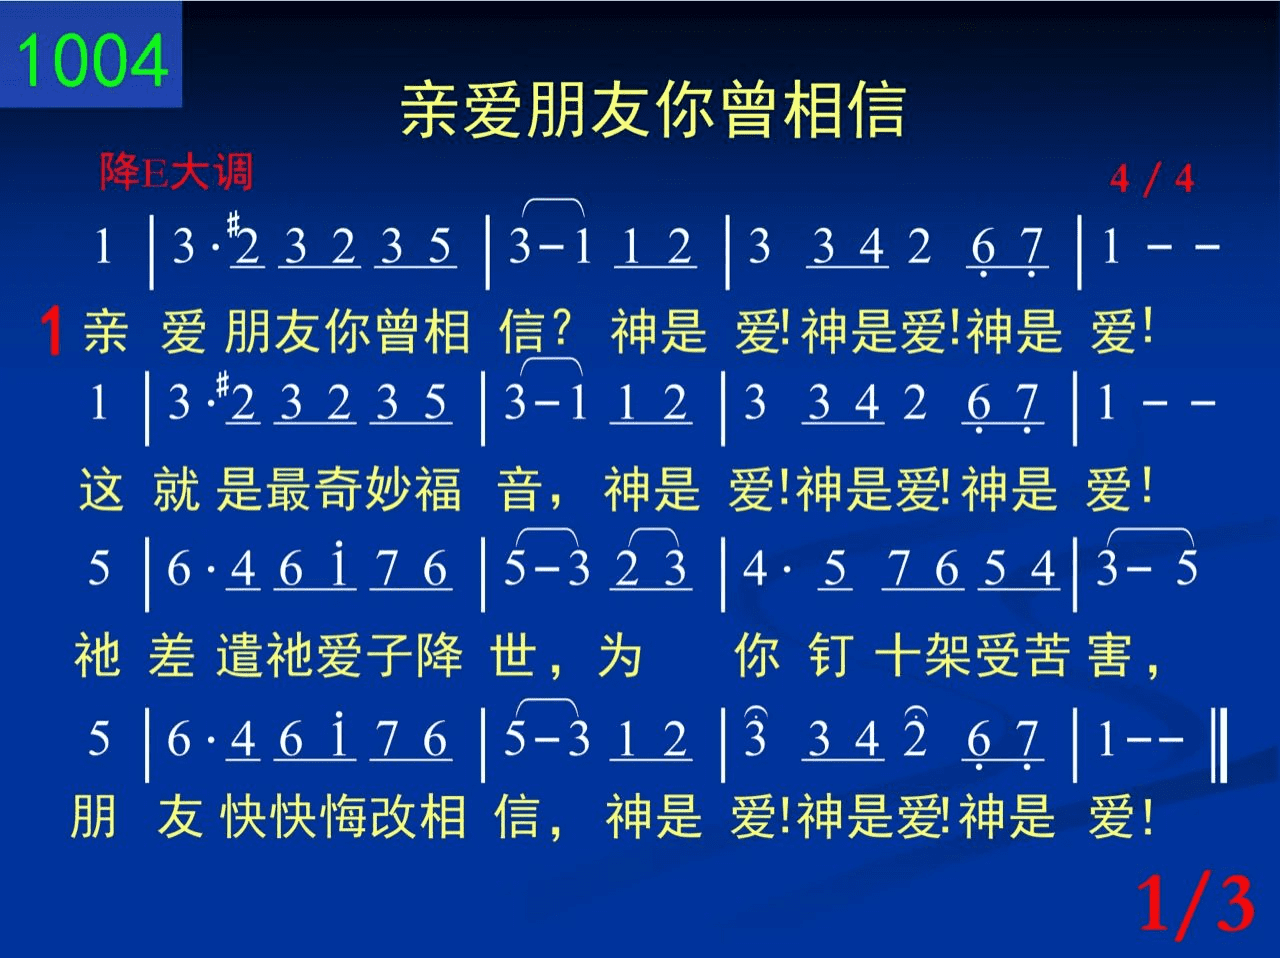 1004
亲爱朋友你曾相信
降E大调 4 / 4
1 | 3 · #2 3 2 3 5 | 3 – 1 1 2 | 3 3 4 2 6̣ 7̣ | 1 – –
1 亲 爱 朋友你曾相 信? 神是 爱!神是爱!神是 爱!
1 | 3 · #2 3 2 3 5 | 3 – 1 1 2 | 3 3 4 2 6̣ 7̣ | 1 – –
这 就 是最奇妙福 音, 神是 爱!神是爱!神是 爱!
5 | 6 · 4 6 1̇ 7 6 | 5 – 3 2 3 | 4 · 5 7 6 5 4 | 3 – 5
祂 差 遣祂爱子降 世, 为 你 钉 十架受苦 害,
5 | 6 · 4 6 1̇ 7 6 | 5 – 3 1 2 | 3 3 4 2 6̣ 7̣ | 1 – – ‖
朋 友 快快悔改相 信, 神是 爱!神是爱!神是 爱!
1/3